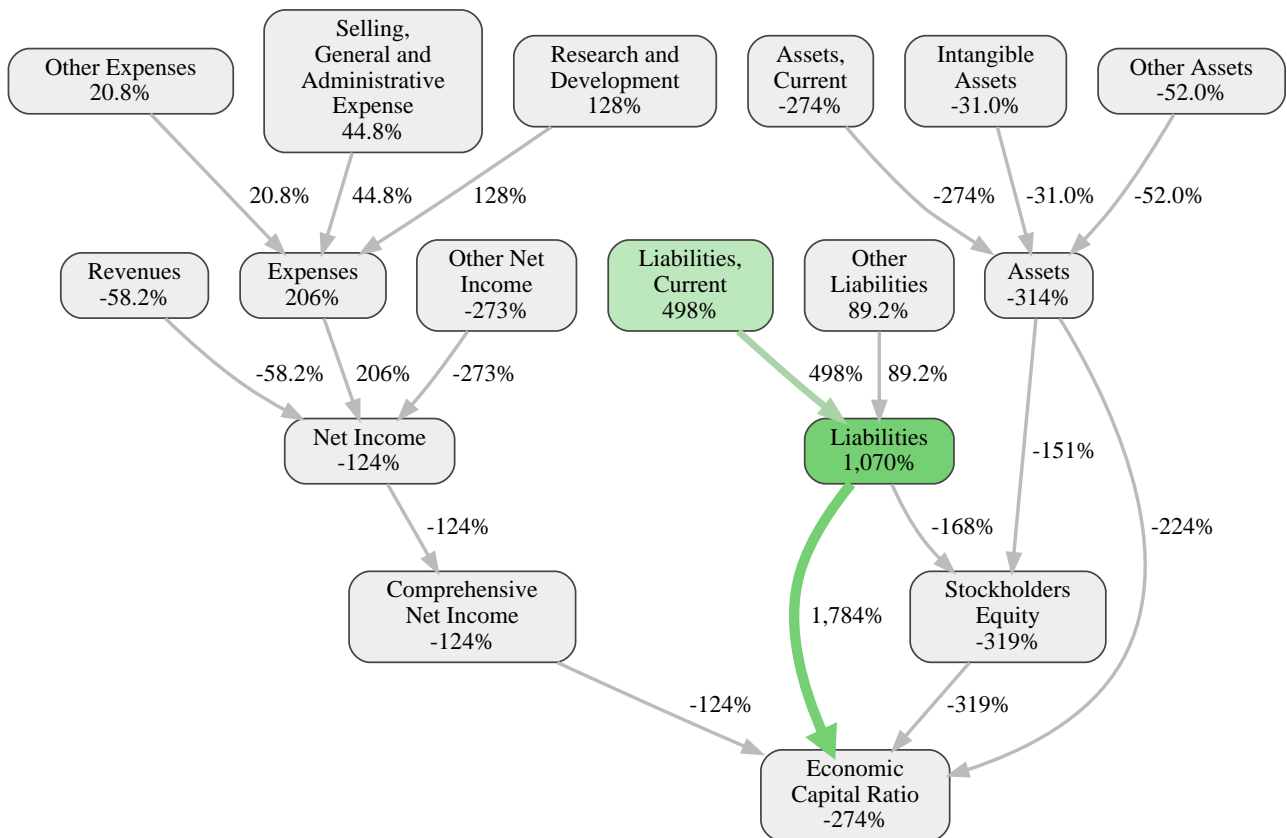 Other Expenses
20.8%
Selling,
General and
Administrative
Expense
44.8%
Research and
Development
128%
Assets,
Current
-274%
Intangible
Assets
-31.0%
Other Assets
-52.0%
20.8%
44.8%
128%
-274%
-31.0%
-52.0%
Revenues
-58.2%
Expenses
206%
Other Net
Income
-273%
Liabilities,
Current
498%
Other
Liabilities
89.2%
Assets
-314%
-58.2%
206%
-273%
498%
89.2%
Net Income
-124%
Liabilities
1,070%
-151%
-124%
-168%
-224%
Comprehensive
Net Income
-124%
1,784%
Stockholders
Equity
-319%
-124%
-319%
Economic
Capital Ratio
-274%